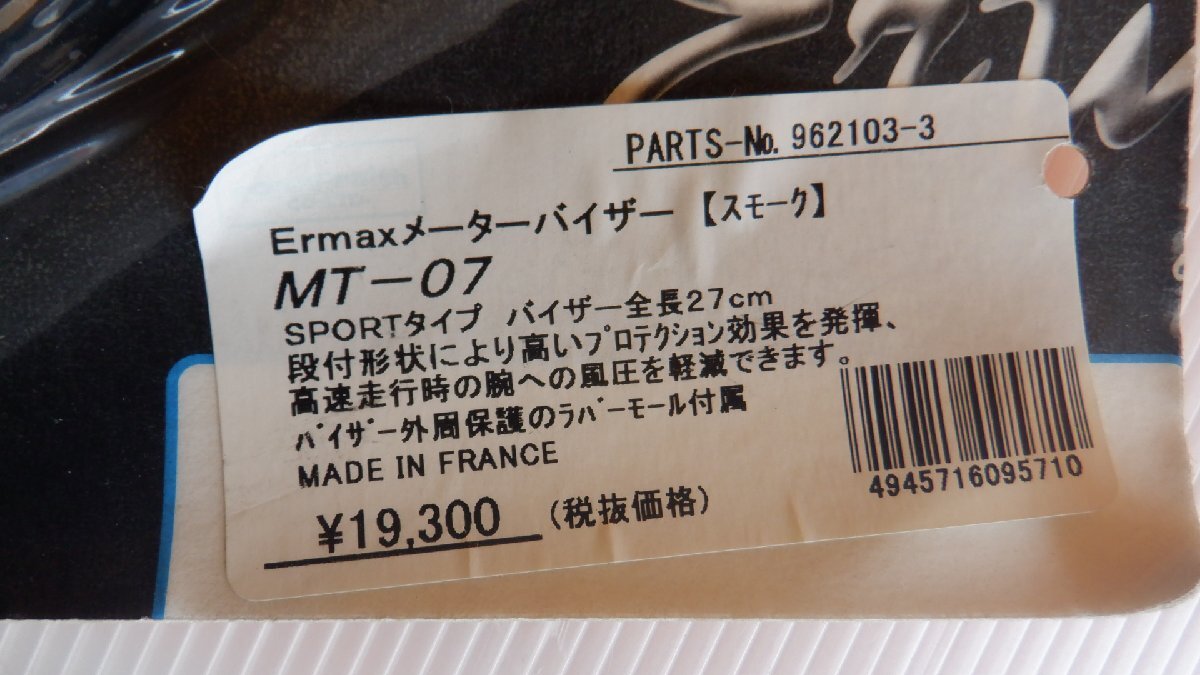 PARTS-No. 962103-3
Ermaxメーターバイザー【スモーク】
MT-07
SPORTタイプ バイザー全長27cm
段付形状により高いプロテクション効果を発揮、
高速走行時の腕への風圧を軽減できます。
バイザー外周保護のラバーモール付属
MADE IN FRANCE
¥19,300 (税抜価格)
4945716095710